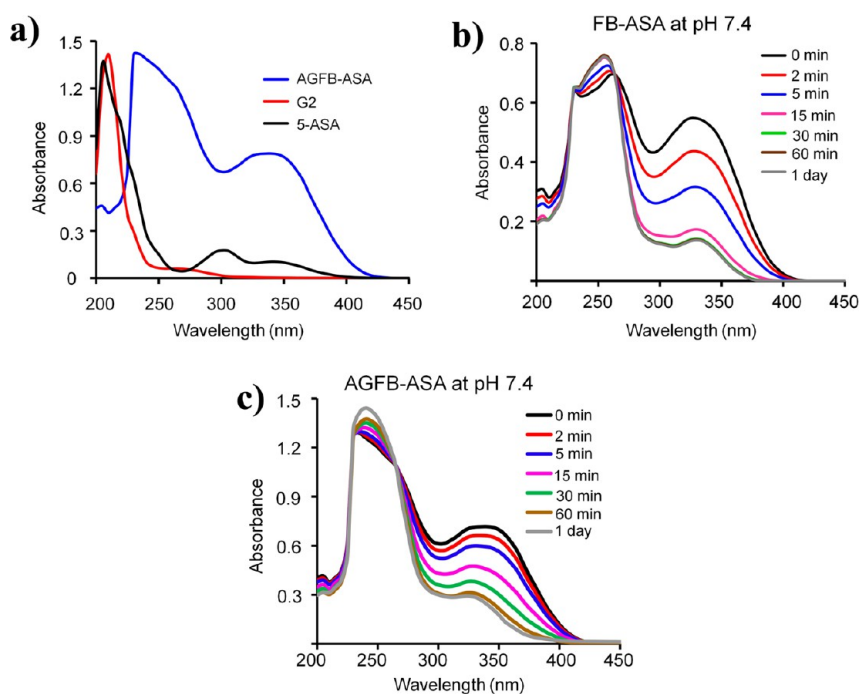 a)
1.5
1.2
0.9
0.6
0.3
0
Absorbance
200 250 300 350 400 450
Wavelength (nm)
AGFB-ASA
G2
5-ASA
b)
FB-ASA at pH 7.4
0.8
0.6
0.4
0.2
Absorbance
200 250 300 350 400 450
Wavelength (nm)
0 min
2 min
5 min
15 min
30 min
60 min
1 day
c)
AGFB-ASA at pH 7.4
1.5
1.2
0.9
0.6
0.3
Absorbance
200 250 300 350 400 450
Wavelength (nm)
0 min
2 min
5 min
15 min
30 min
60 min
1 day